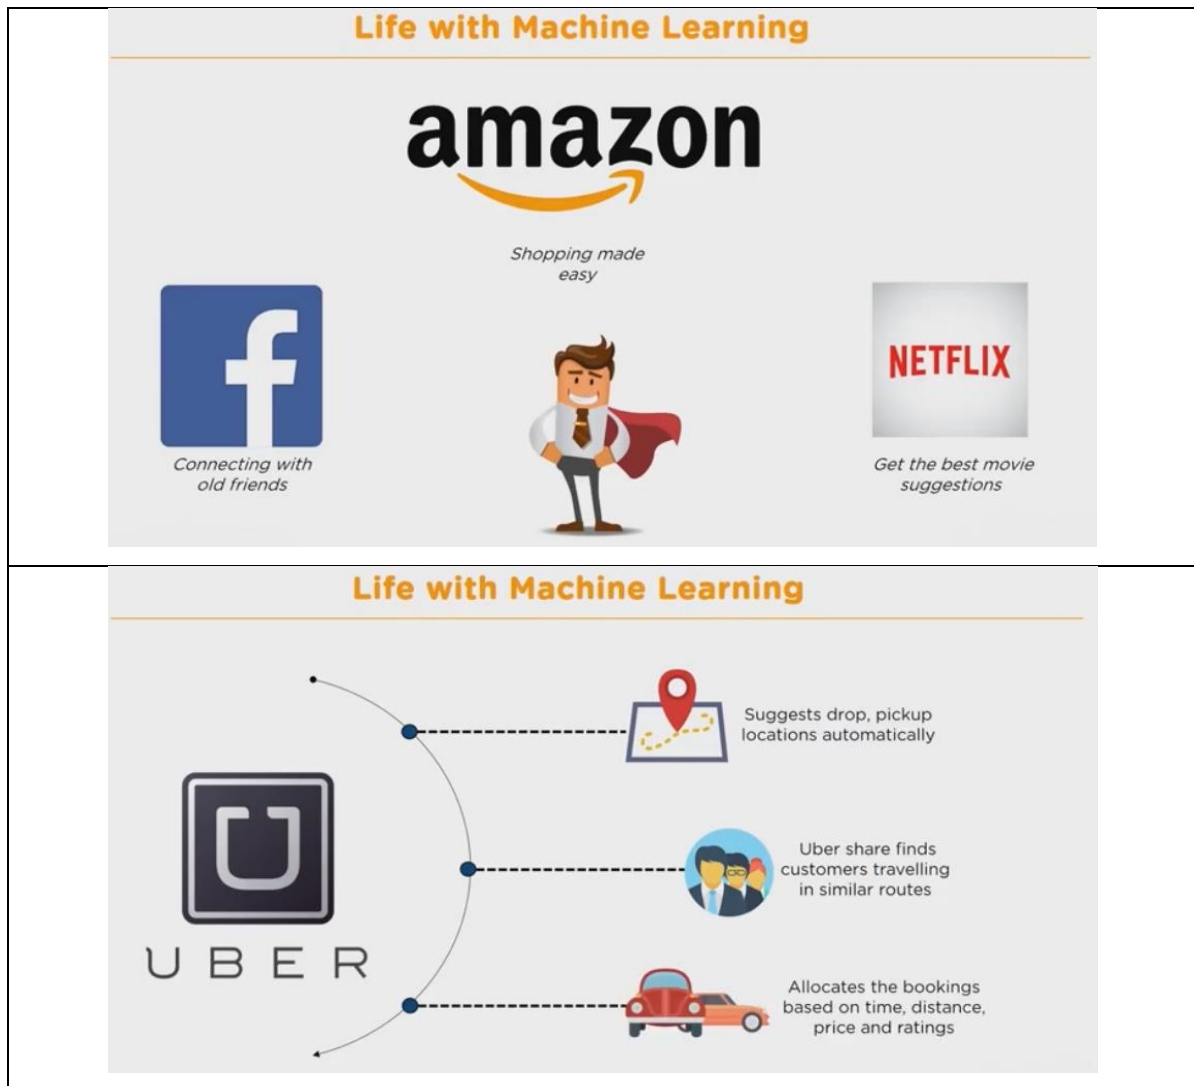 Life with Machine Learning
amazon
Shopping made
easy
f
Connecting with
old friends
NETFLIX
Get the best movie
suggestions
Life with Machine Learning
Suggests drop, pickup
locations automatically
U
UBER
Uber share finds
customers travelling
in similar routes
Allocates the bookings
based on time, distance,
price and ratings